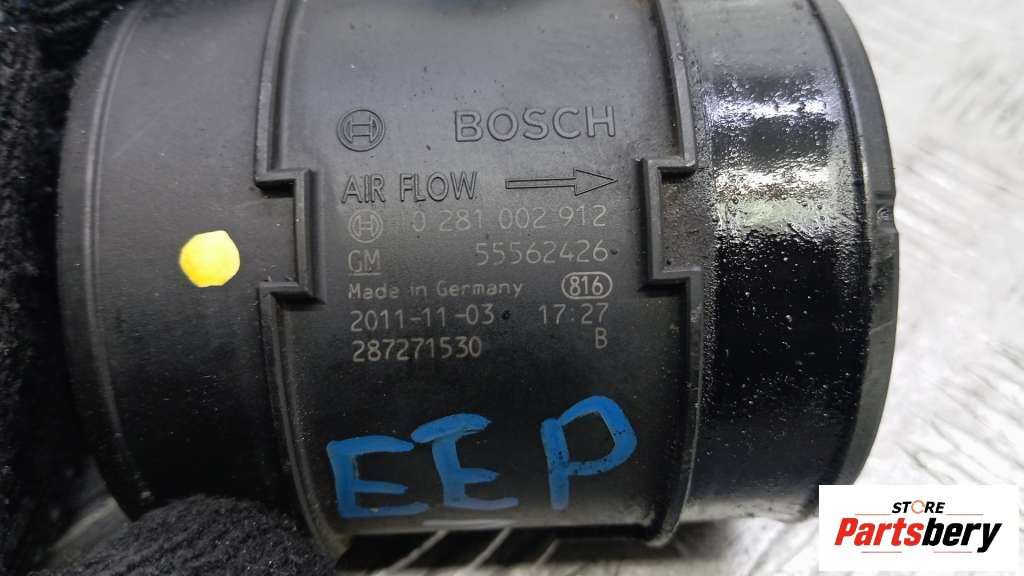 BOSCH
AIR FLOW
0 281 002 912
GM 55562426
Made in Germany 816
2011-11-03 17:27
287271530 B
EEP
STORE
Partsbery